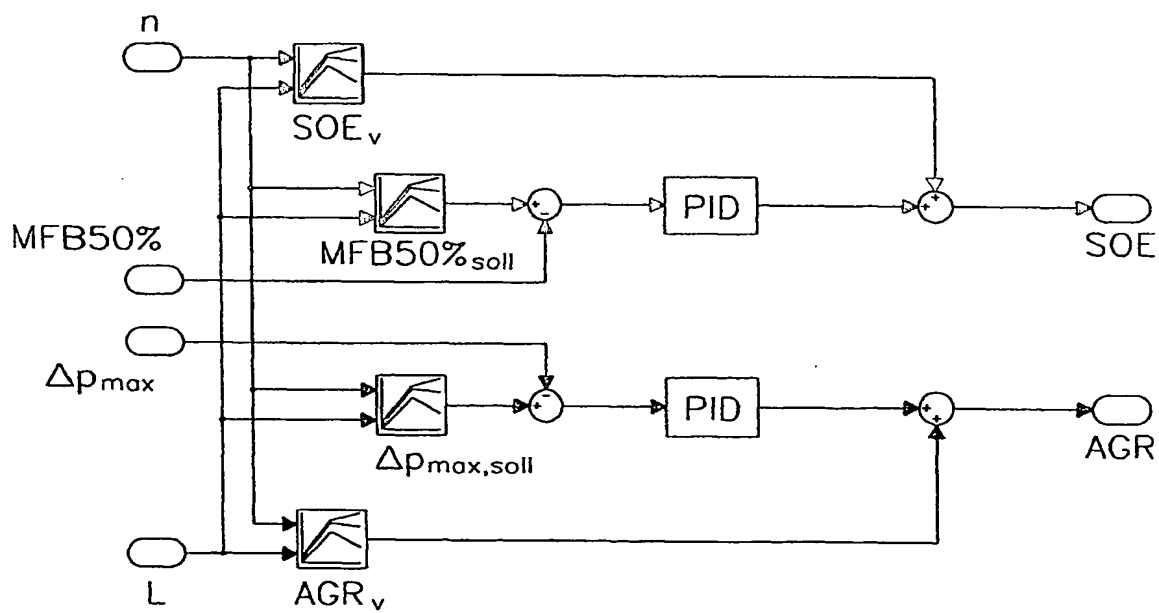 n
SOEv
MFB50%
MFB50%soll
PID
SOE
Δpmax
Δpmax,soll
PID
AGR
L
AGRv